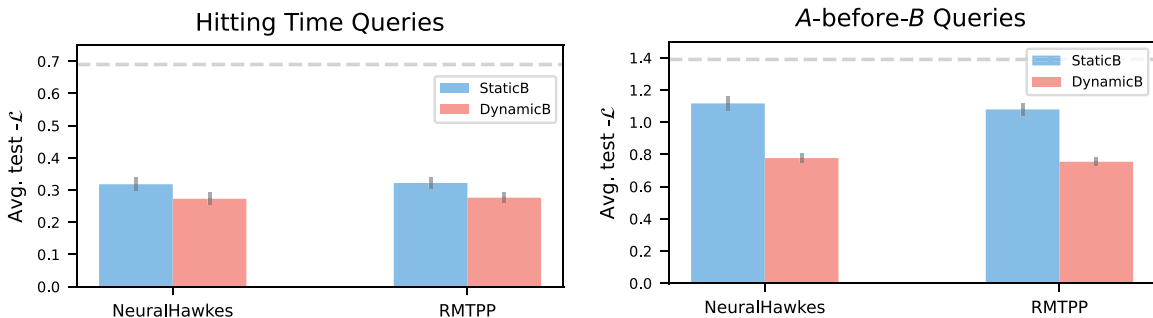 Hitting Time Queries
Avg. test -ℒ
0.7
0.6
0.5
0.4
0.3
0.2
0.1
0.0
StaticB
DynamicB
NeuralHawkes
RMTPP
A-before-B Queries
Avg. test -ℒ
1.4
1.2
1.0
0.8
0.6
0.4
0.2
0.0
StaticB
DynamicB
NeuralHawkes
RMTPP